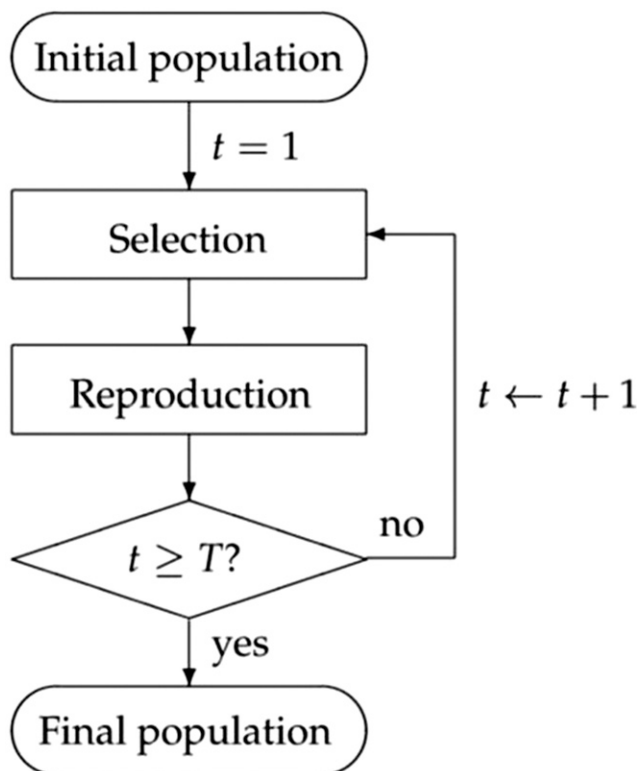 Initial population
t = 1
Selection
Reproduction
t ← t + 1
no
t ≥ T?
yes
Final population